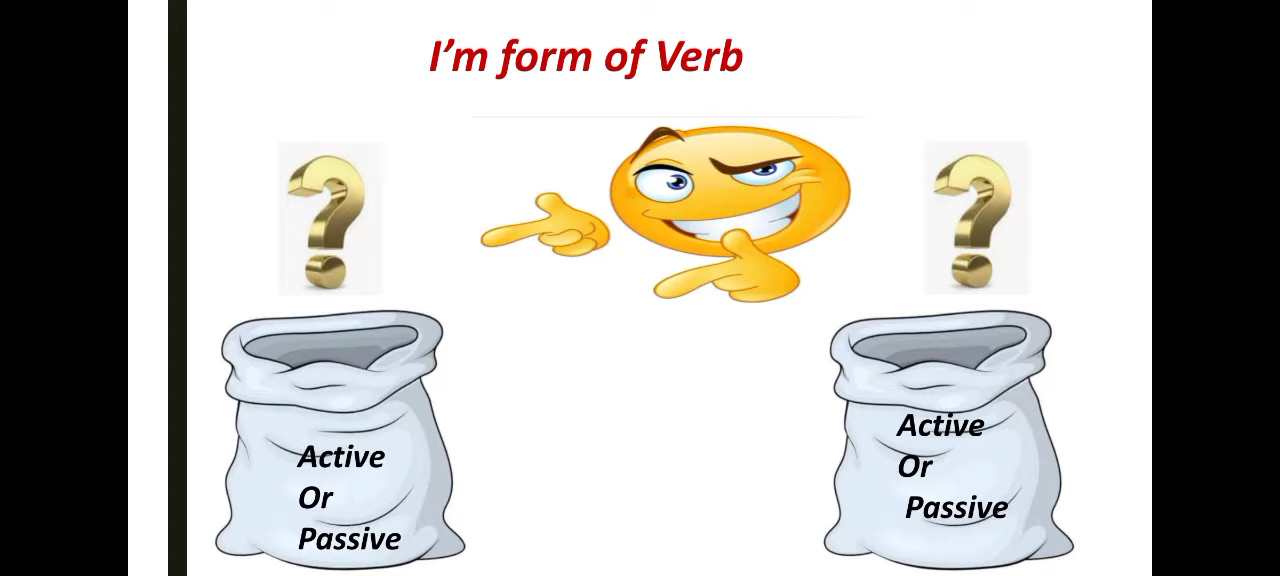 I’m form of Verb
Active
Or
Passive
Active
Or
Passive